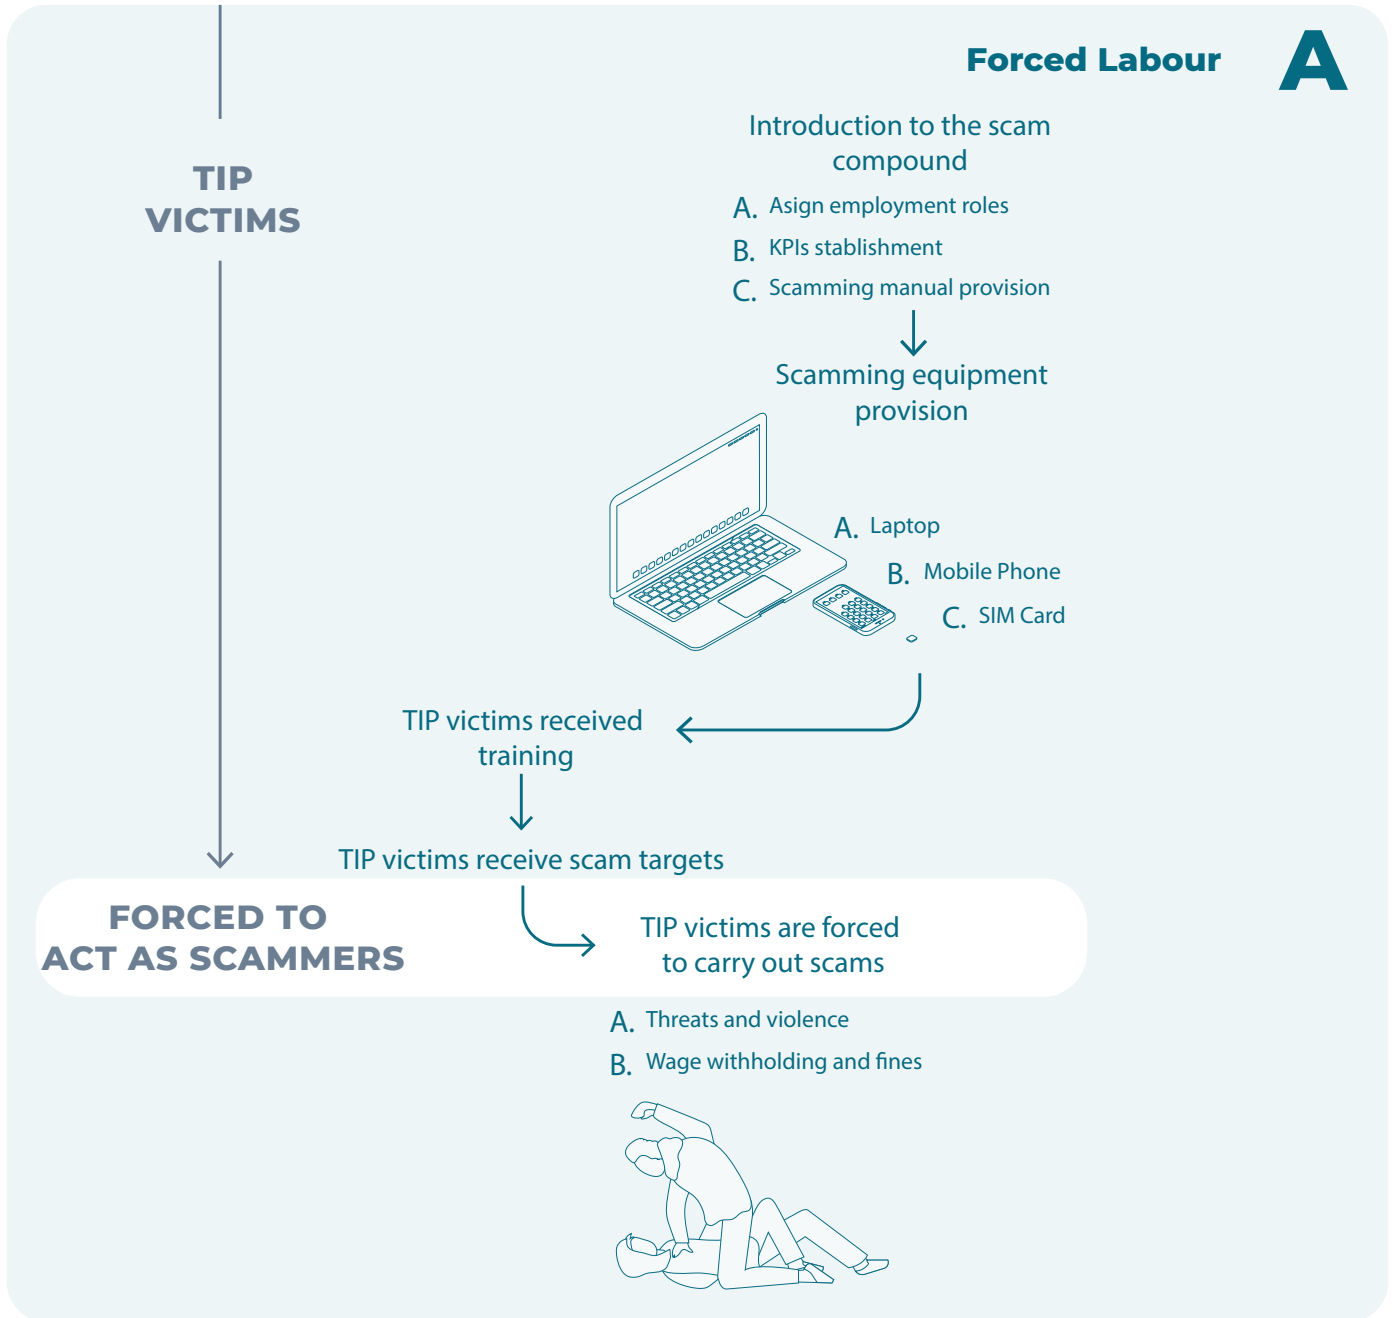 Forced Labour A
TIP
VICTIMS
Introduction to the scam
compound
A. Asign employment roles
B. KPIs stablishment
C. Scamming manual provision
Scamming equipment
provision
A. Laptop
B. Mobile Phone
C. SIM Card
TIP victims received
training
TIP victims receive scam targets
FORCED TO
ACT AS SCAMMERS
TIP victims are forced
to carry out scams
A. Threats and violence
B. Wage withholding and fines